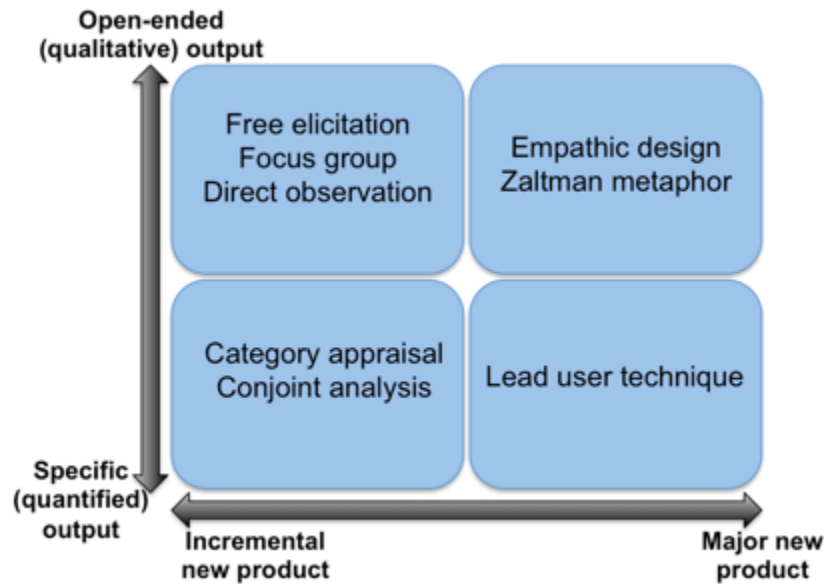 Open-ended
(qualitative) output
Free elicitation
Focus group
Direct observation
Empathic design
Zaltman metaphor
Category appraisal
Conjoint analysis
Lead user technique
Specific
(quantified)
output
Incremental
new product
Major new
product